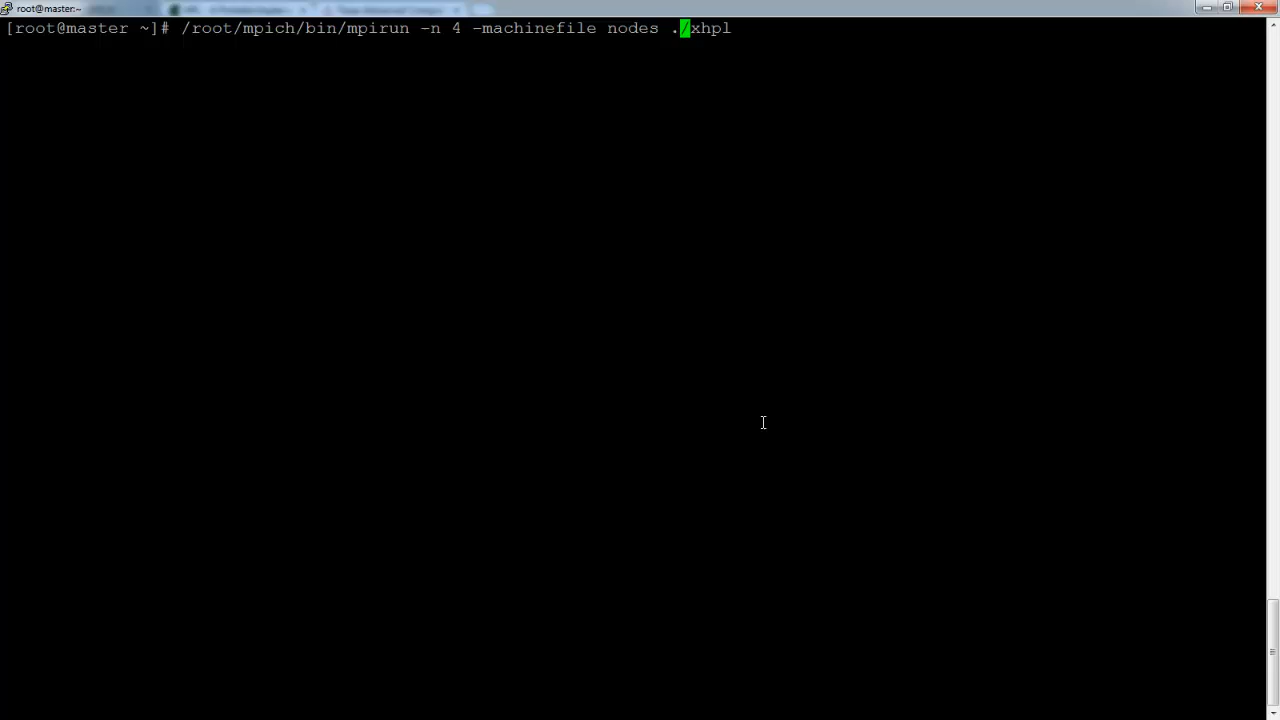 root@master:~
[root@master ~]# /root/mpich/bin/mpirun -n 4 -machinefile nodes ./xhpl